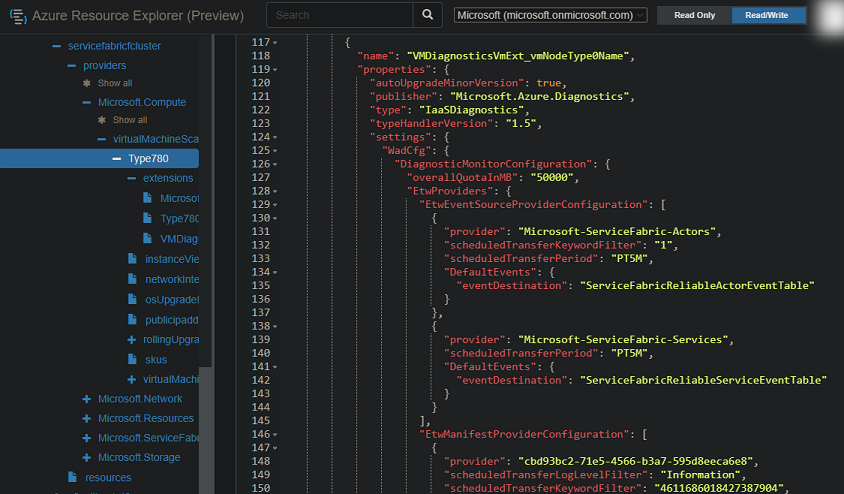 Azure Resource Explorer (Preview)
Search
Microsoft (microsoft.onmicrosoft.com)
Read Only
Read/Write
servicefabricfcluster
providers
Show all
Microsoft.Compute
Show all
virtualMachineSca
Type780
extensions
Microsof
Type780
VMDiag
instanceVie
networkInte
osUpgradeH
publicipadd
rollingUpgra
skus
virtualMachi
Microsoft.Network
Microsoft.Resources
Microsoft.ServiceFabr
Microsoft.Storage
resources
117 {
118 "name": "VMDiagnosticsVmExt_vmNodeType0Name",
119 "properties": {
120 "autoUpgradeMinorVersion": true,
121 "publisher": "Microsoft.Azure.Diagnostics",
122 "type": "IaaSDiagnostics",
123 "typeHandlerVersion": "1.5",
124 "settings": {
125 "WadCfg": {
126 "DiagnosticMonitorConfiguration": {
127 "overallQuotaInMB": "50000",
128 "EtwProviders": {
129 "EtwEventSourceProviderConfiguration": [
130 {
131 "provider": "Microsoft-ServiceFabric-Actors",
132 "scheduledTransferKeywordFilter": "1",
133 "scheduledTransferPeriod": "PT5M",
134 "DefaultEvents": {
135 "eventDestination": "ServiceFabricReliableActorEventTable"
136 }
137 },
138 {
139 "provider": "Microsoft-ServiceFabric-Services",
140 "scheduledTransferPeriod": "PT5M",
141 "DefaultEvents": {
142 "eventDestination": "ServiceFabricReliableServiceEventTable"
143 }
144 }
145 ],
146 "EtwManifestProviderConfiguration": [
147 {
148 "provider": "cbd93bc2-71e5-4566-b3a7-595d8eeca6e8",
149 "scheduledTransferLogLevelFilter": "Information",
150 "scheduledTransferKeywordFilter": "4611686018427387904",